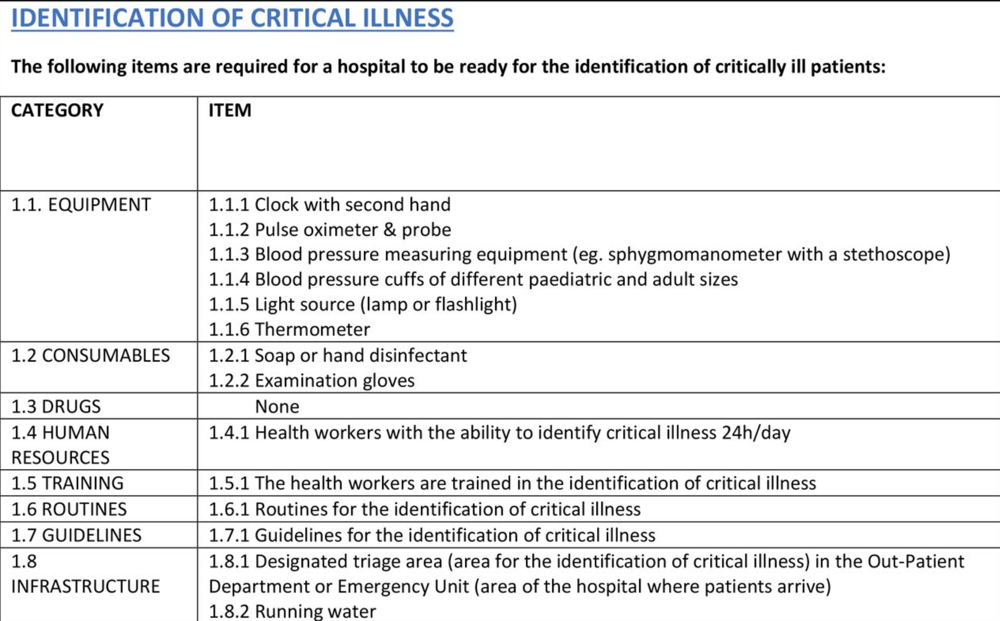 IDENTIFICATION OF CRITICAL ILLNESS
The following items are required for a hospital to be ready for the identification of critically ill patients:
CATEGORY ITEM
1.1. EQUIPMENT 1.1.1 Clock with second hand
1.1.2 Pulse oximeter & probe
1.1.3 Blood pressure measuring equipment (eg. sphygmomanometer with a stethoscope)
1.1.4 Blood pressure cuffs of different paediatric and adult sizes
1.1.5 Light source (lamp or flashlight)
1.1.6 Thermometer
1.2 CONSUMABLES 1.2.1 Soap or hand disinfectant
1.2.2 Examination gloves
1.3 DRUGS None
1.4 HUMAN 1.4.1 Health workers with the ability to identify critical illness 24h/day
RESOURCES
1.5 TRAINING 1.5.1 The health workers are trained in the identification of critical illness
1.6 ROUTINES 1.6.1 Routines for the identification of critical illness
1.7 GUIDELINES 1.7.1 Guidelines for the identification of critical illness
1.8 1.8.1 Designated triage area (area for the identification of critical illness) in the Out-Patient
INFRASTRUCTURE Department or Emergency Unit (area of the hospital where patients arrive)
1.8.2 Running water